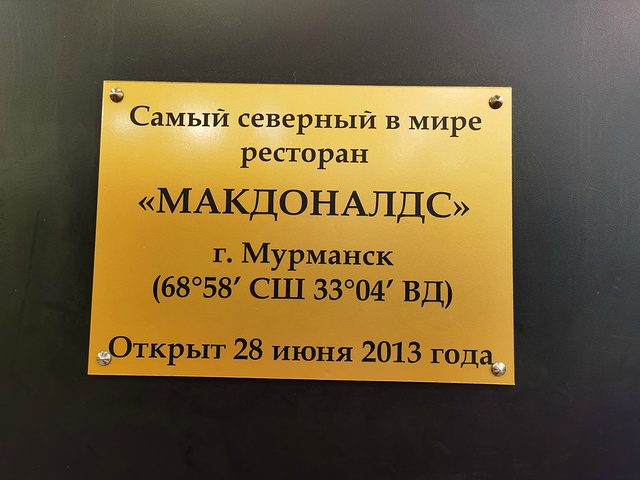 Самый северный в мире
ресторан
«МАКДОНАЛДС»
г. Мурманск
(68°58′ СШ 33°04′ ВД)
Открыт 28 июня 2013 года